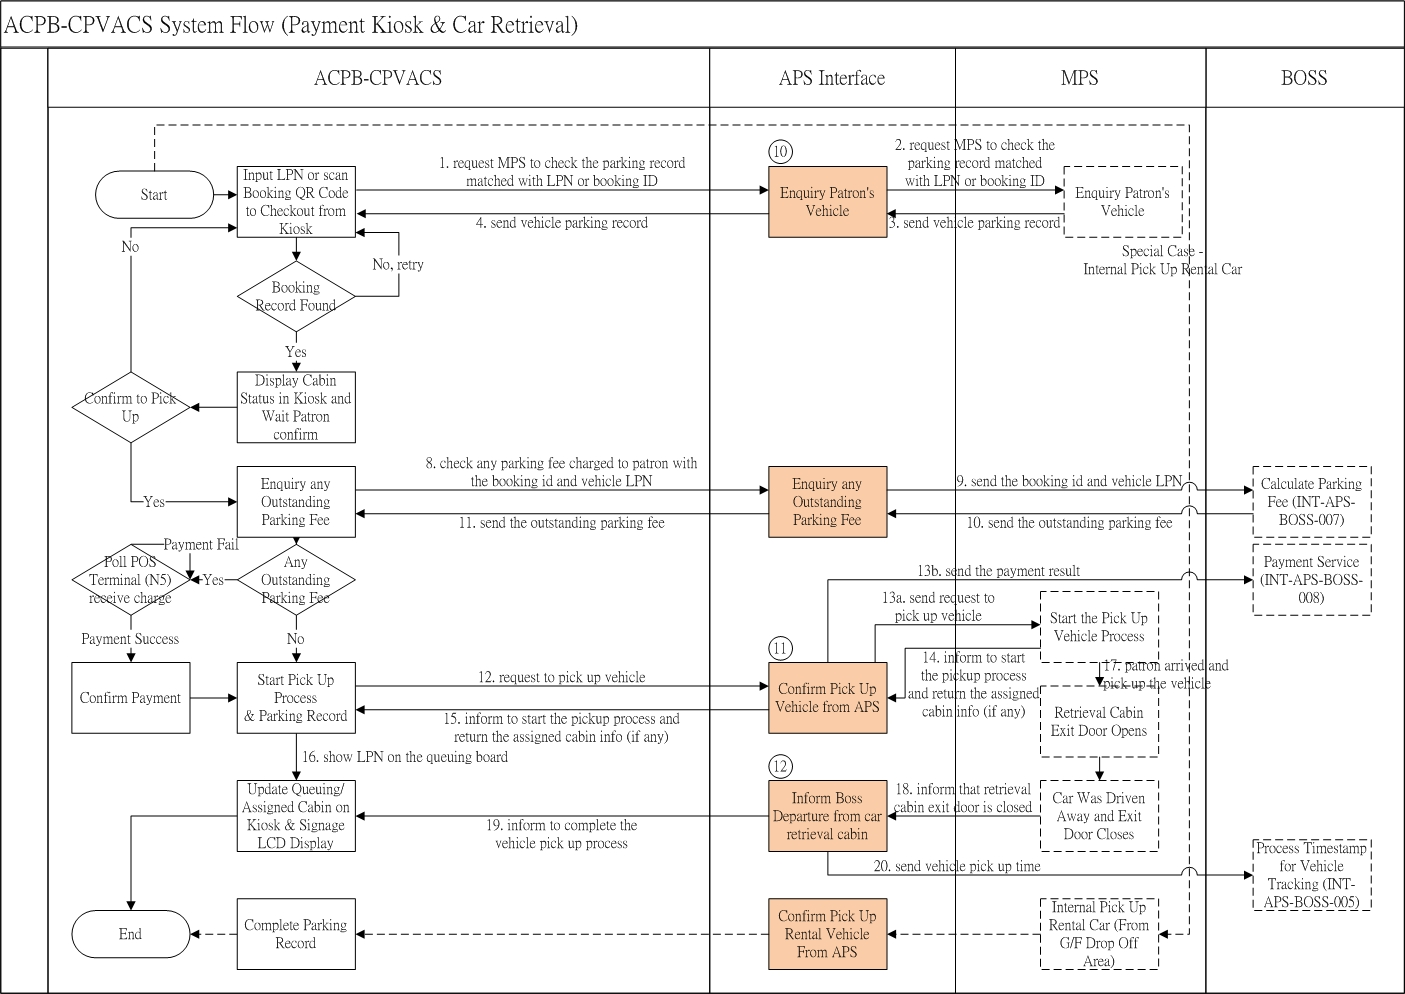 ACPB-CPVACS System Flow (Payment Kiosk & Car Retrieval)
ACPB-CPVACS
APS Interface
MPS
BOSS
Start
Input LPN or scan
Booking QR Code
to Checkout from
Kiosk
1. request MPS to check the parking record
matched with LPN or booking ID
4. send vehicle parking record
10
Enquiry Patron's
Vehicle
2. request MPS to check the
parking record matched
with LPN or booking ID
3. send vehicle parking record
Enquiry Patron's
Vehicle
Special Case -
Internal Pick Up Rental Car
No
No, retry
Booking
Record Found
Yes
Display Cabin
Status in Kiosk and
Wait Patron
confirm
Confirm to Pick
Up
Yes
Enquiry any
Outstanding
Parking Fee
8. check any parking fee charged to patron with
the booking id and vehicle LPN
11. send the outstanding parking fee
Enquiry any
Outstanding
Parking Fee
9. send the booking id and vehicle LPN
10. send the outstanding parking fee
Calculate Parking
Fee (INT-APS-
BOSS-007)
Payment Fail
Poll POS
Terminal (N5)
receive charge
Yes
Any
Outstanding
Parking Fee
13b. send the payment result
Payment Service
(INT-APS-BOSS-
008)
13a. send request to
pick up vehicle
Start the Pick Up
Vehicle Process
Payment Success
No
11
Confirm Payment
Start Pick Up
Process
& Parking Record
12. request to pick up vehicle
15. inform to start the pickup process and
return the assigned cabin info (if any)
Confirm Pick Up
Vehicle from APS
14. inform to start
the pickup process
and return the assigned
cabin info (if any)
17. patron arrived and
pick up the vehicle
Retrieval Cabin
Exit Door Opens
16. show LPN on the queuing board
12
Update Queuing/
Assigned Cabin on
Kiosk & Signage
LCD Display
19. inform to complete the
vehicle pick up process
Inform Boss
Departure from car
retrieval cabin
18. inform that retrieval
cabin exit door is closed
Car Was Driven
Away and Exit
Door Closes
20. send vehicle pick up time
Process Timestamp
for Vehicle
Tracking (INT-
APS-BOSS-005)
End
Complete Parking
Record
Confirm Pick Up
Rental Vehicle
From APS
Internal Pick Up
Rental Car (From
G/F Drop Off
Area)